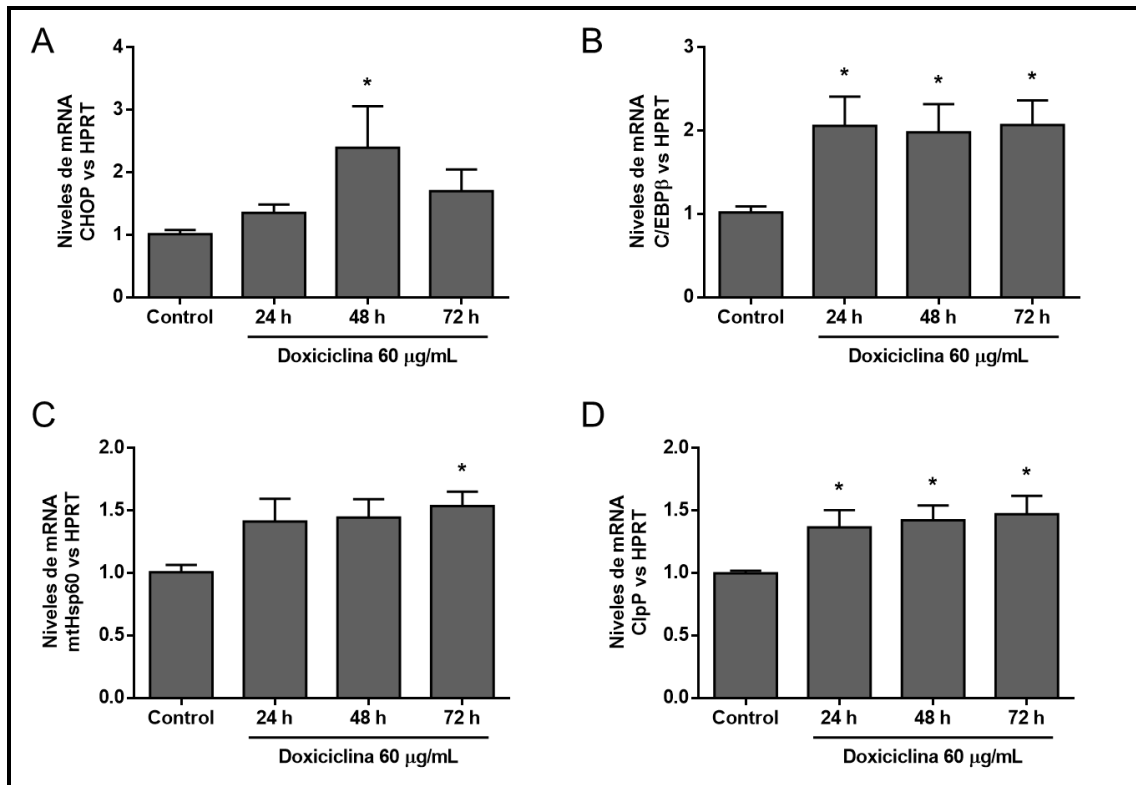 A
Niveles de mRNA
CHOP vs HPRT
4
3
2
1
0
*
Control
24 h
48 h
72 h
Doxiciclina 60 µg/mL
B
Niveles de mRNA
C/EBPβ vs HPRT
3
2
1
0
*
*
*
Control
24 h
48 h
72 h
Doxiciclina 60 µg/mL
C
Niveles de mRNA
mtHsp60 vs HPRT
2.0
1.5
1.0
0.5
0.0
*
Control
24 h
48 h
72 h
Doxiciclina 60 µg/mL
D
Niveles de mRNA
ClpP vs HPRT
2.0
1.5
1.0
0.5
0.0
*
*
*
Control
24 h
48 h
72 h
Doxiciclina 60 µg/mL